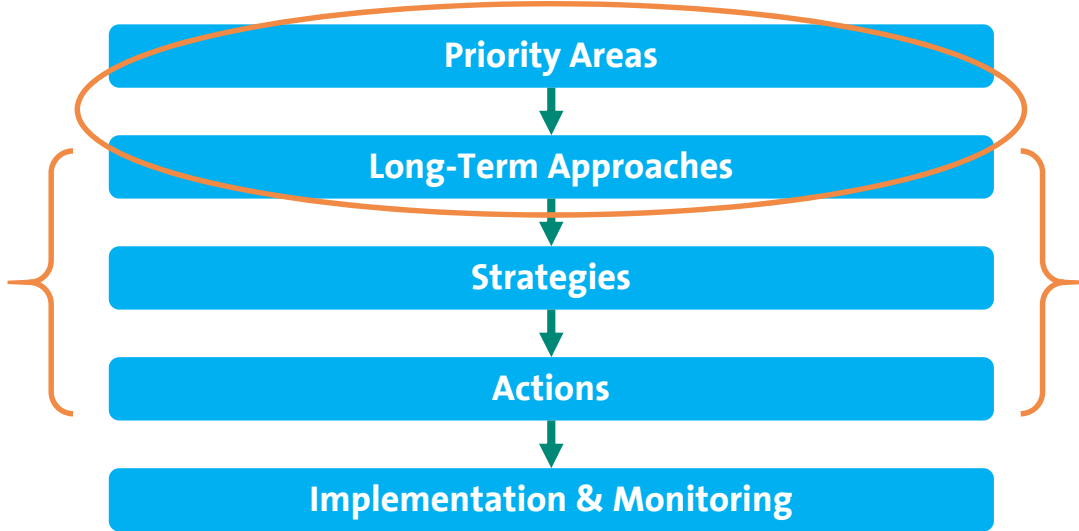 Priority Areas
Long-Term Approaches
Strategies
Actions
Implementation & Monitoring